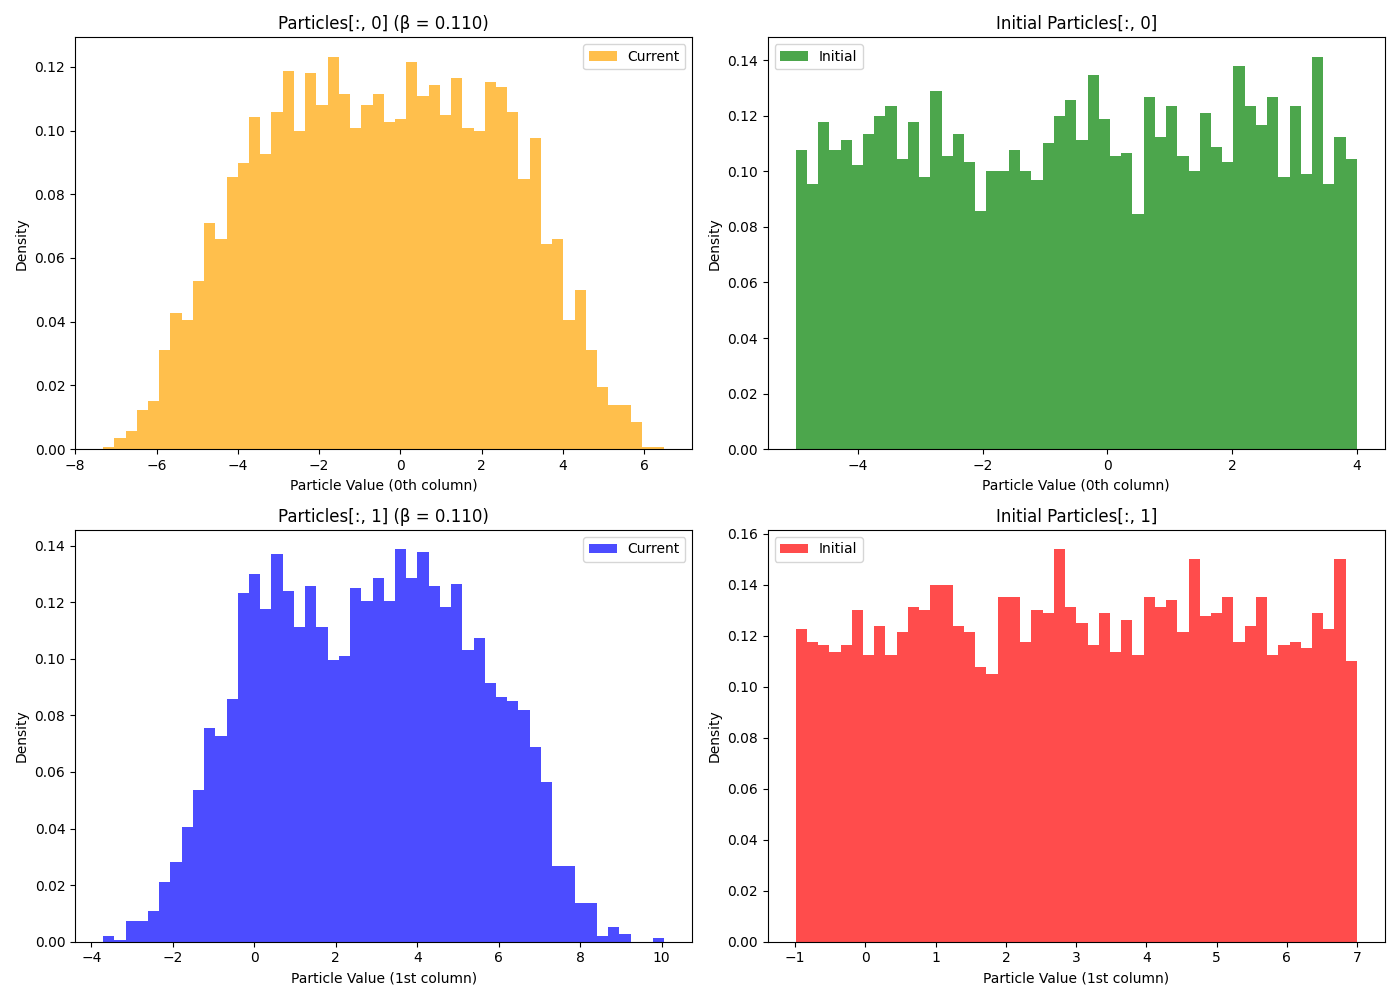 Particles[:, 0] (β = 0.110)
Current
Density
0.12
0.10
0.08
0.06
0.04
0.02
0.00
−8 −6 −4 −2 0 2 4 6
Particle Value (0th column)
Initial Particles[:, 0]
Initial
Density
0.14
0.12
0.10
0.08
0.06
0.04
0.02
0.00
−4 −2 0 2 4
Particle Value (0th column)
Particles[:, 1] (β = 0.110)
Current
Density
0.14
0.12
0.10
0.08
0.06
0.04
0.02
0.00
−4 −2 0 2 4 6 8 10
Particle Value (1st column)
Initial Particles[:, 1]
Initial
Density
0.16
0.14
0.12
0.10
0.08
0.06
0.04
0.02
0.00
−1 0 1 2 3 4 5 6 7
Particle Value (1st column)